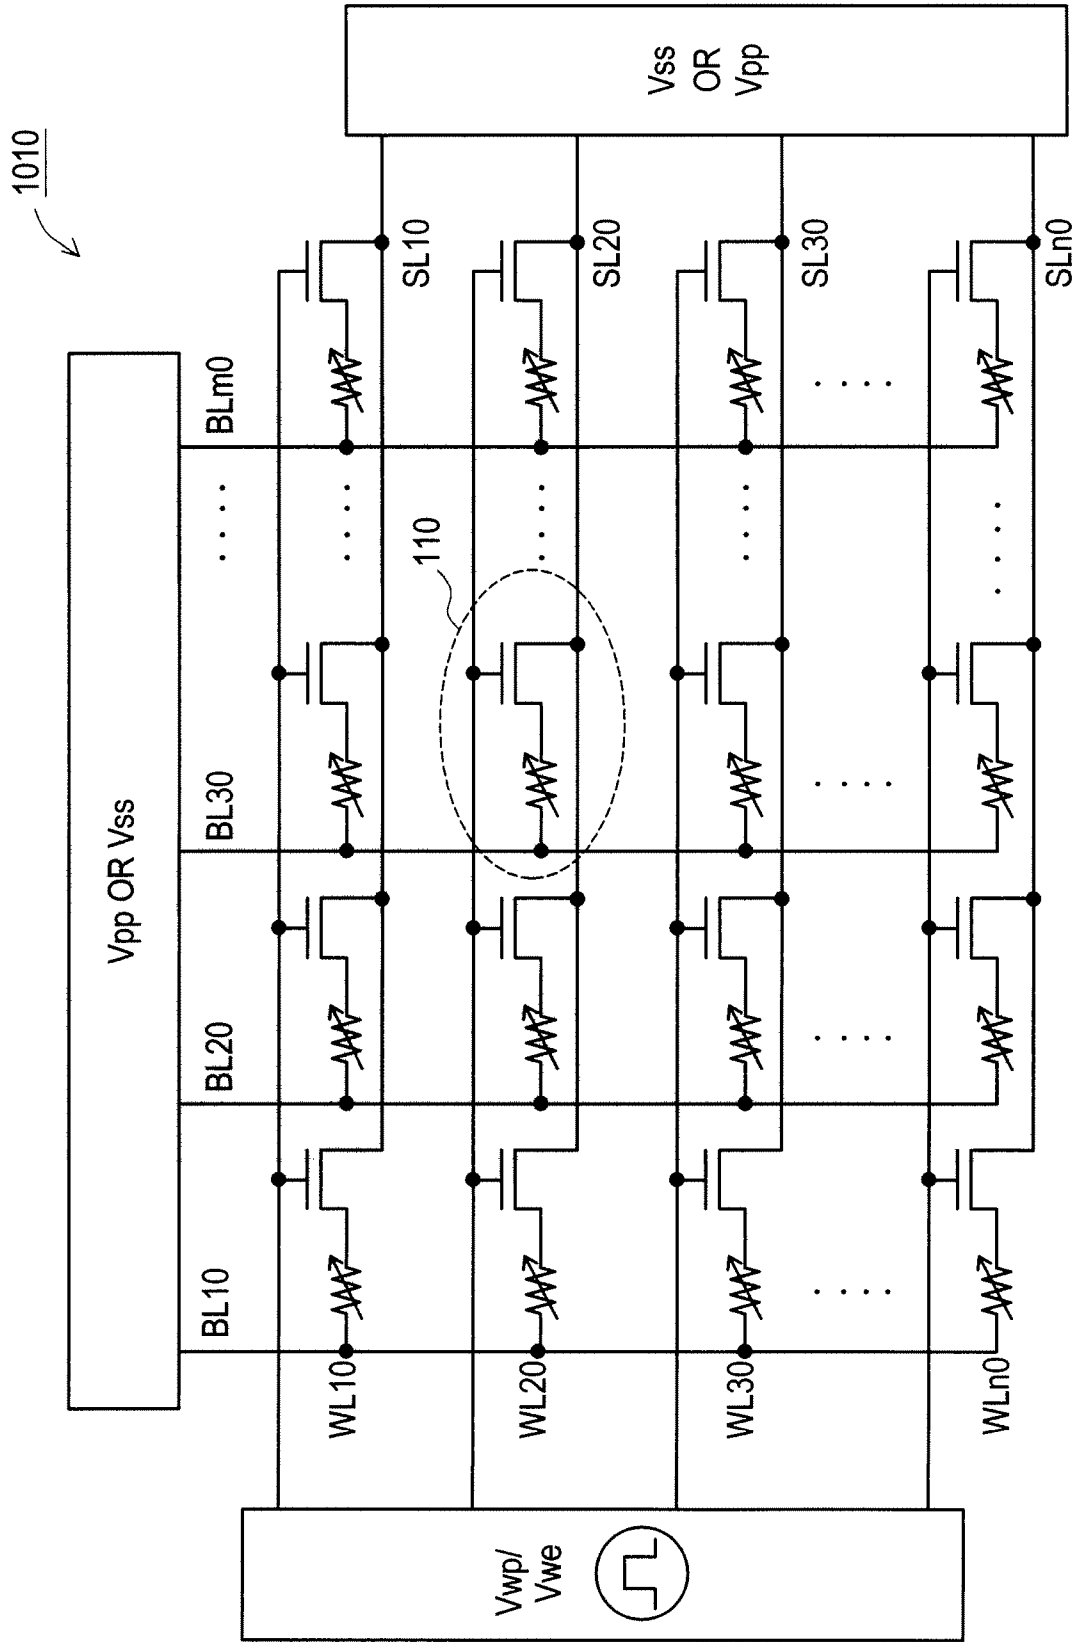 1010
Vpp OR Vss
BL10
BL20
BL30
BLm0
Vwp/
Vwe
WL10
WL20
WL30
WLn0
110
SL10
SL20
SL30
SLn0
Vss
OR
Vpp